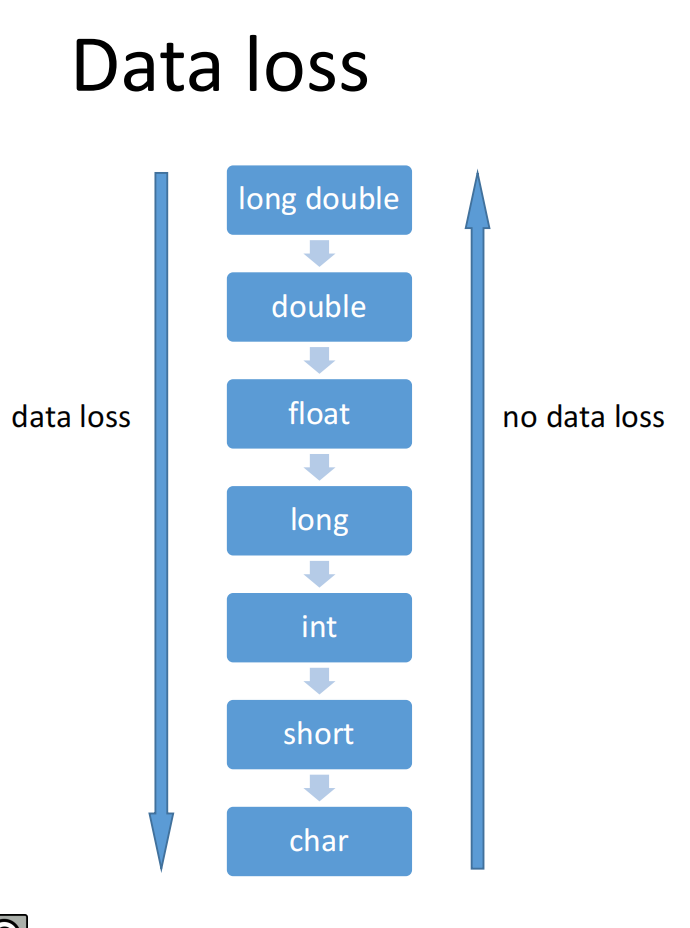 Data loss
long double
double
float
data loss
no data loss
long
int
short
char